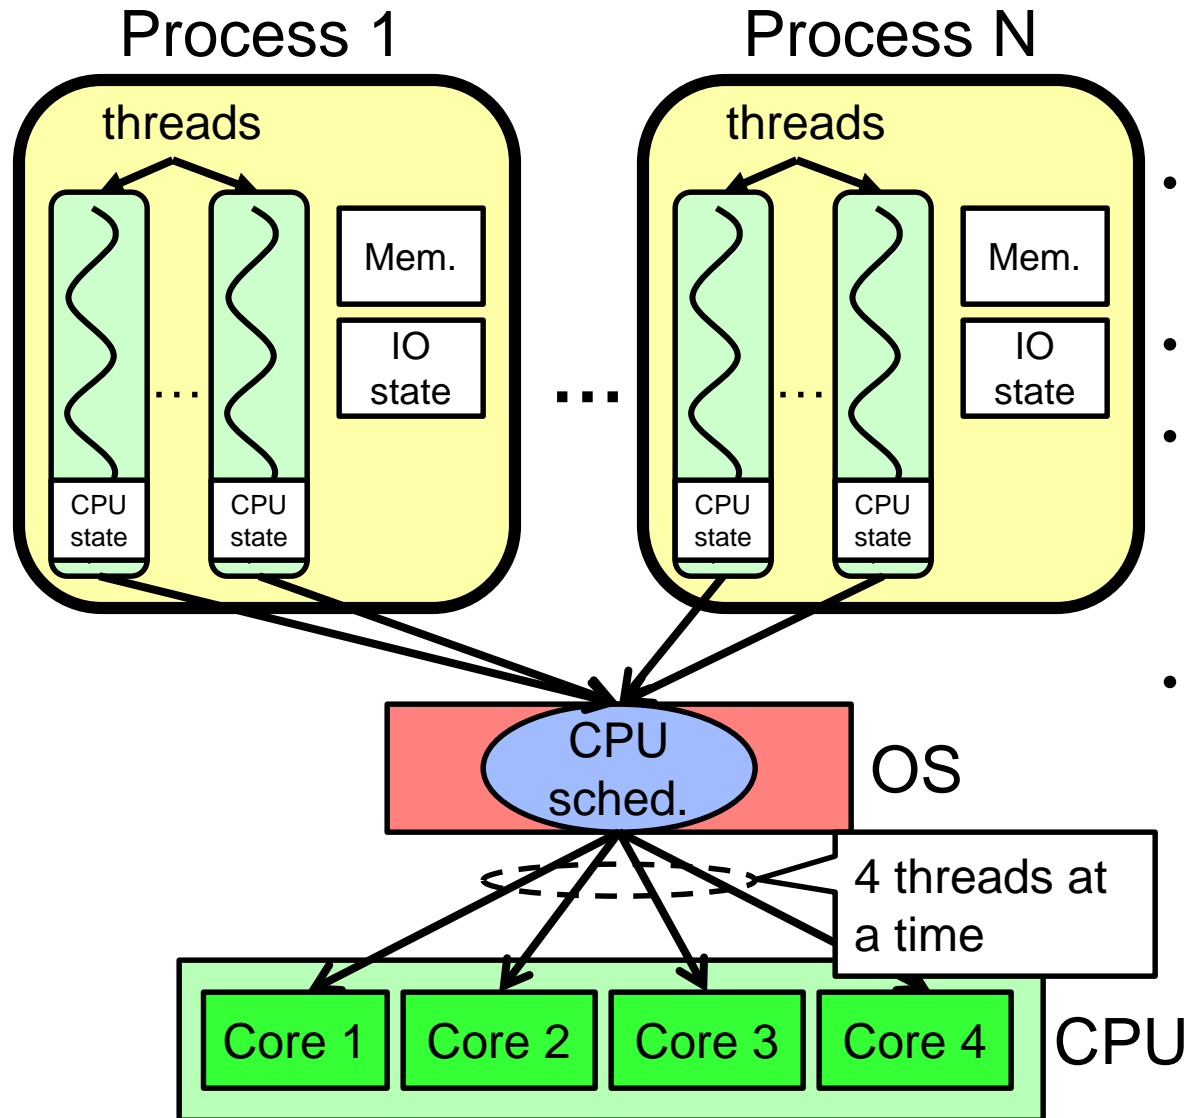 Process 1
Process N
threads
threads
Mem.
Mem.
IO
state
IO
state
...
...
...
CPU
state
CPU
state
CPU
state
CPU
state
CPU
sched.
OS
4 threads at
a time
Core 1
Core 2
Core 3
Core 4
CPU